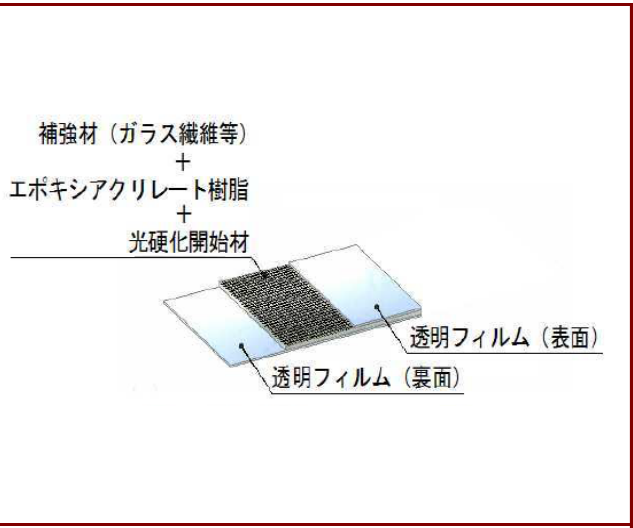 補強材（ガラス繊維等）
＋
エポキシアクリレート樹脂
＋
光硬化開始材
透明フィルム（表面）
透明フィルム（裏面）